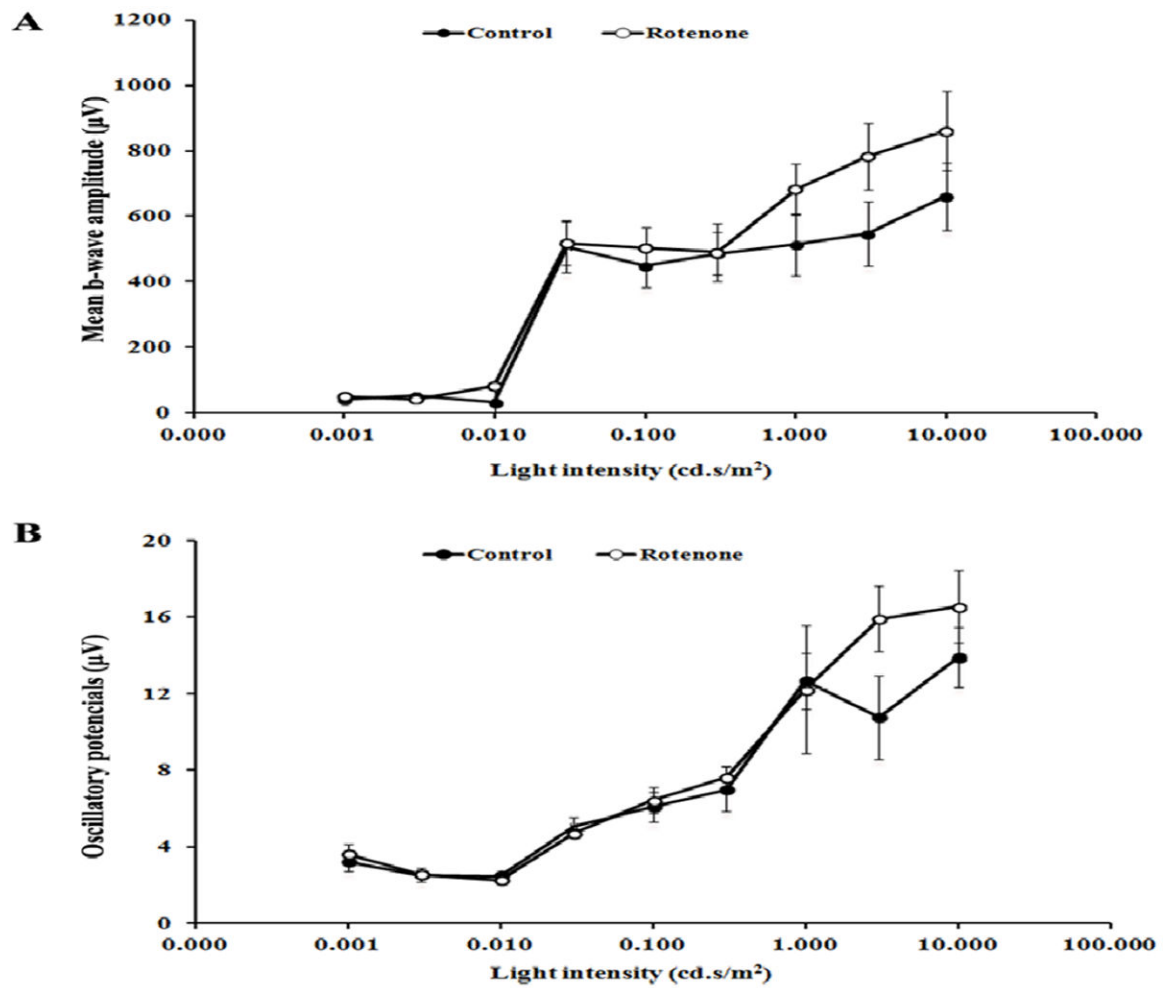 A
Control Rotenone
1200
1000
800
600
400
200
0
Mean b-wave amplitude (µV)
0.000 0.001 0.010 0.100 1.000 10.000 100.000
Light intensity (cd.s/m²)
B
Control Rotenone
20
16
12
8
4
0
Oscillatory potencials (µV)
0.000 0.001 0.010 0.100 1.000 10.000 100.000
Light intensity (cd.s/m²)